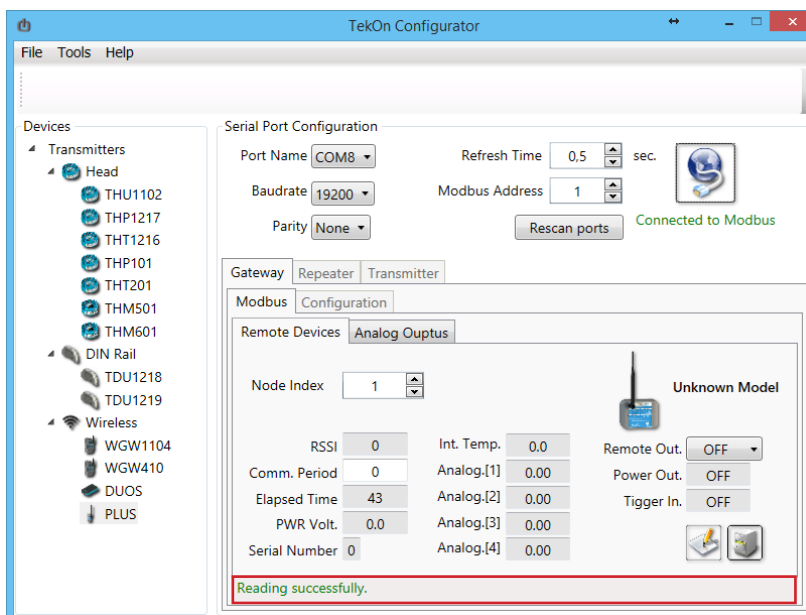 TekOn Configurator
File Tools Help
Devices
Transmitters
Head
THU1102
THP1217
THT1216
THP101
THT201
THM501
THM601
DIN Rail
TDU1218
TDU1219
Wireless
WGW1104
WGW410
DUOS
PLUS
Serial Port Configuration
Port Name COM8 Refresh Time 0,5 sec.
Baudrate 19200 Modbus Address 1
Parity None Rescan ports Connected to Modbus
Gateway Repeater Transmitter
Modbus Configuration
Remote Devices Analog Ouptus
Node Index 1 Unknown Model
RSSI 0 Int. Temp. 0.0 Remote Out. OFF
Comm. Period 0 Analog.[1] 0.00 Power Out. OFF
Elapsed Time 43 Analog.[2] 0.00 Tigger In. OFF
PWR Volt. 0.0 Analog.[3] 0.00
Serial Number 0 Analog.[4] 0.00
Reading successfully.